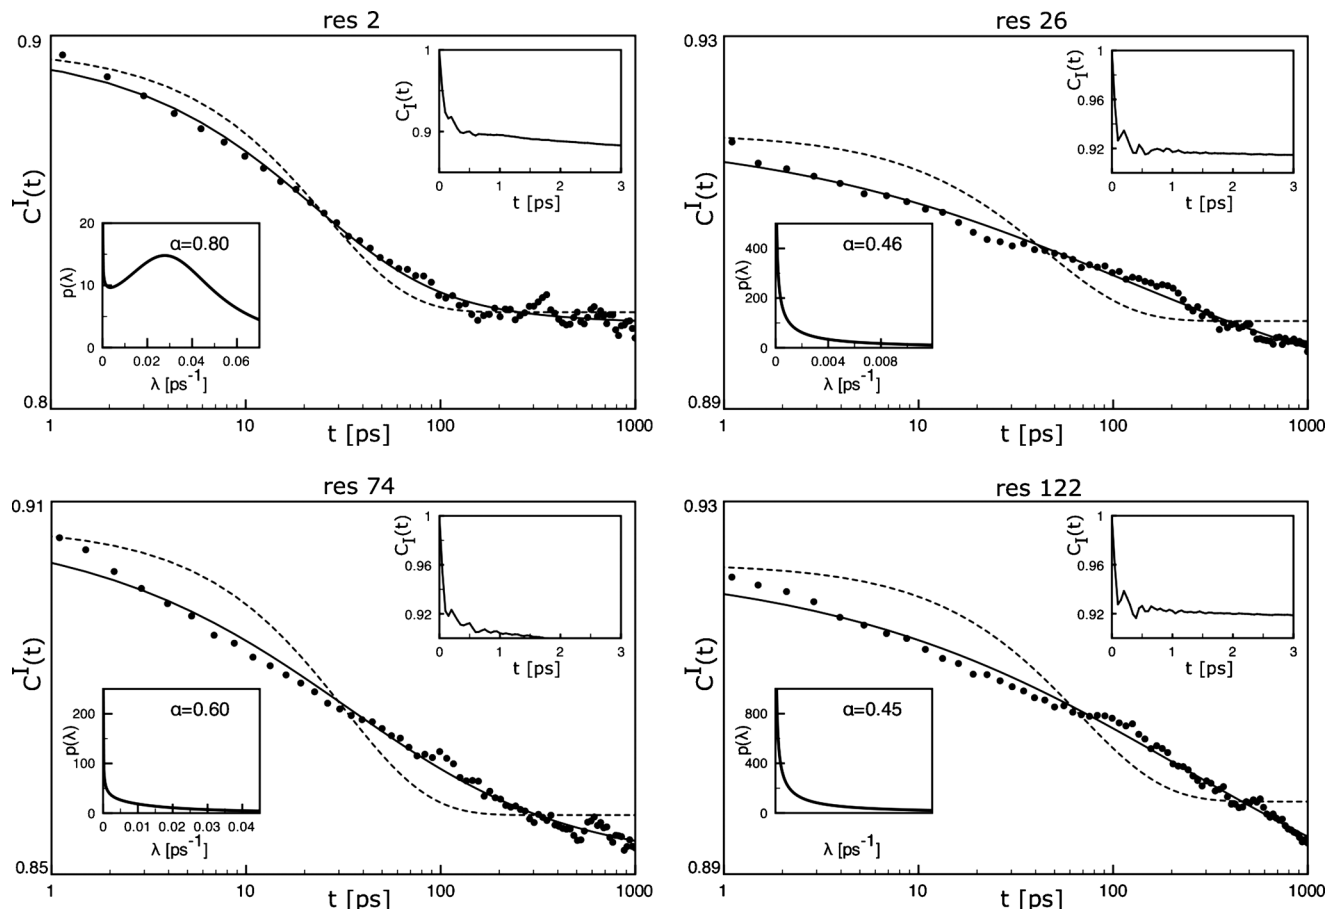 res 2
0.9
C^I(t)
0.8
1 10 100 1000
t [ps]
1
0.9
C_I(t)
0 1 2 3
t [ps]
20
10
0
p(λ)
α=0.80
0 0.02 0.04 0.06
λ [ps⁻¹]
res 26
0.93
C^I(t)
0.89
1 10 100 1000
t [ps]
1
0.96
0.92
C_I(t)
0 1 2 3
t [ps]
400
200
0
p(λ)
α=0.46
0 0.004 0.008
λ [ps⁻¹]
res 74
0.91
C^I(t)
0.85
1 10 100 1000
t [ps]
1
0.96
0.92
C_I(t)
0 1 2 3
t [ps]
200
100
0
p(λ)
α=0.60
0 0.01 0.02 0.03 0.04
λ [ps⁻¹]
res 122
0.93
C^I(t)
0.89
1 10 100 1000
t [ps]
1
0.96
0.92
C_I(t)
0 1 2 3
t [ps]
800
400
0
p(λ)
α=0.45
λ [ps⁻¹]